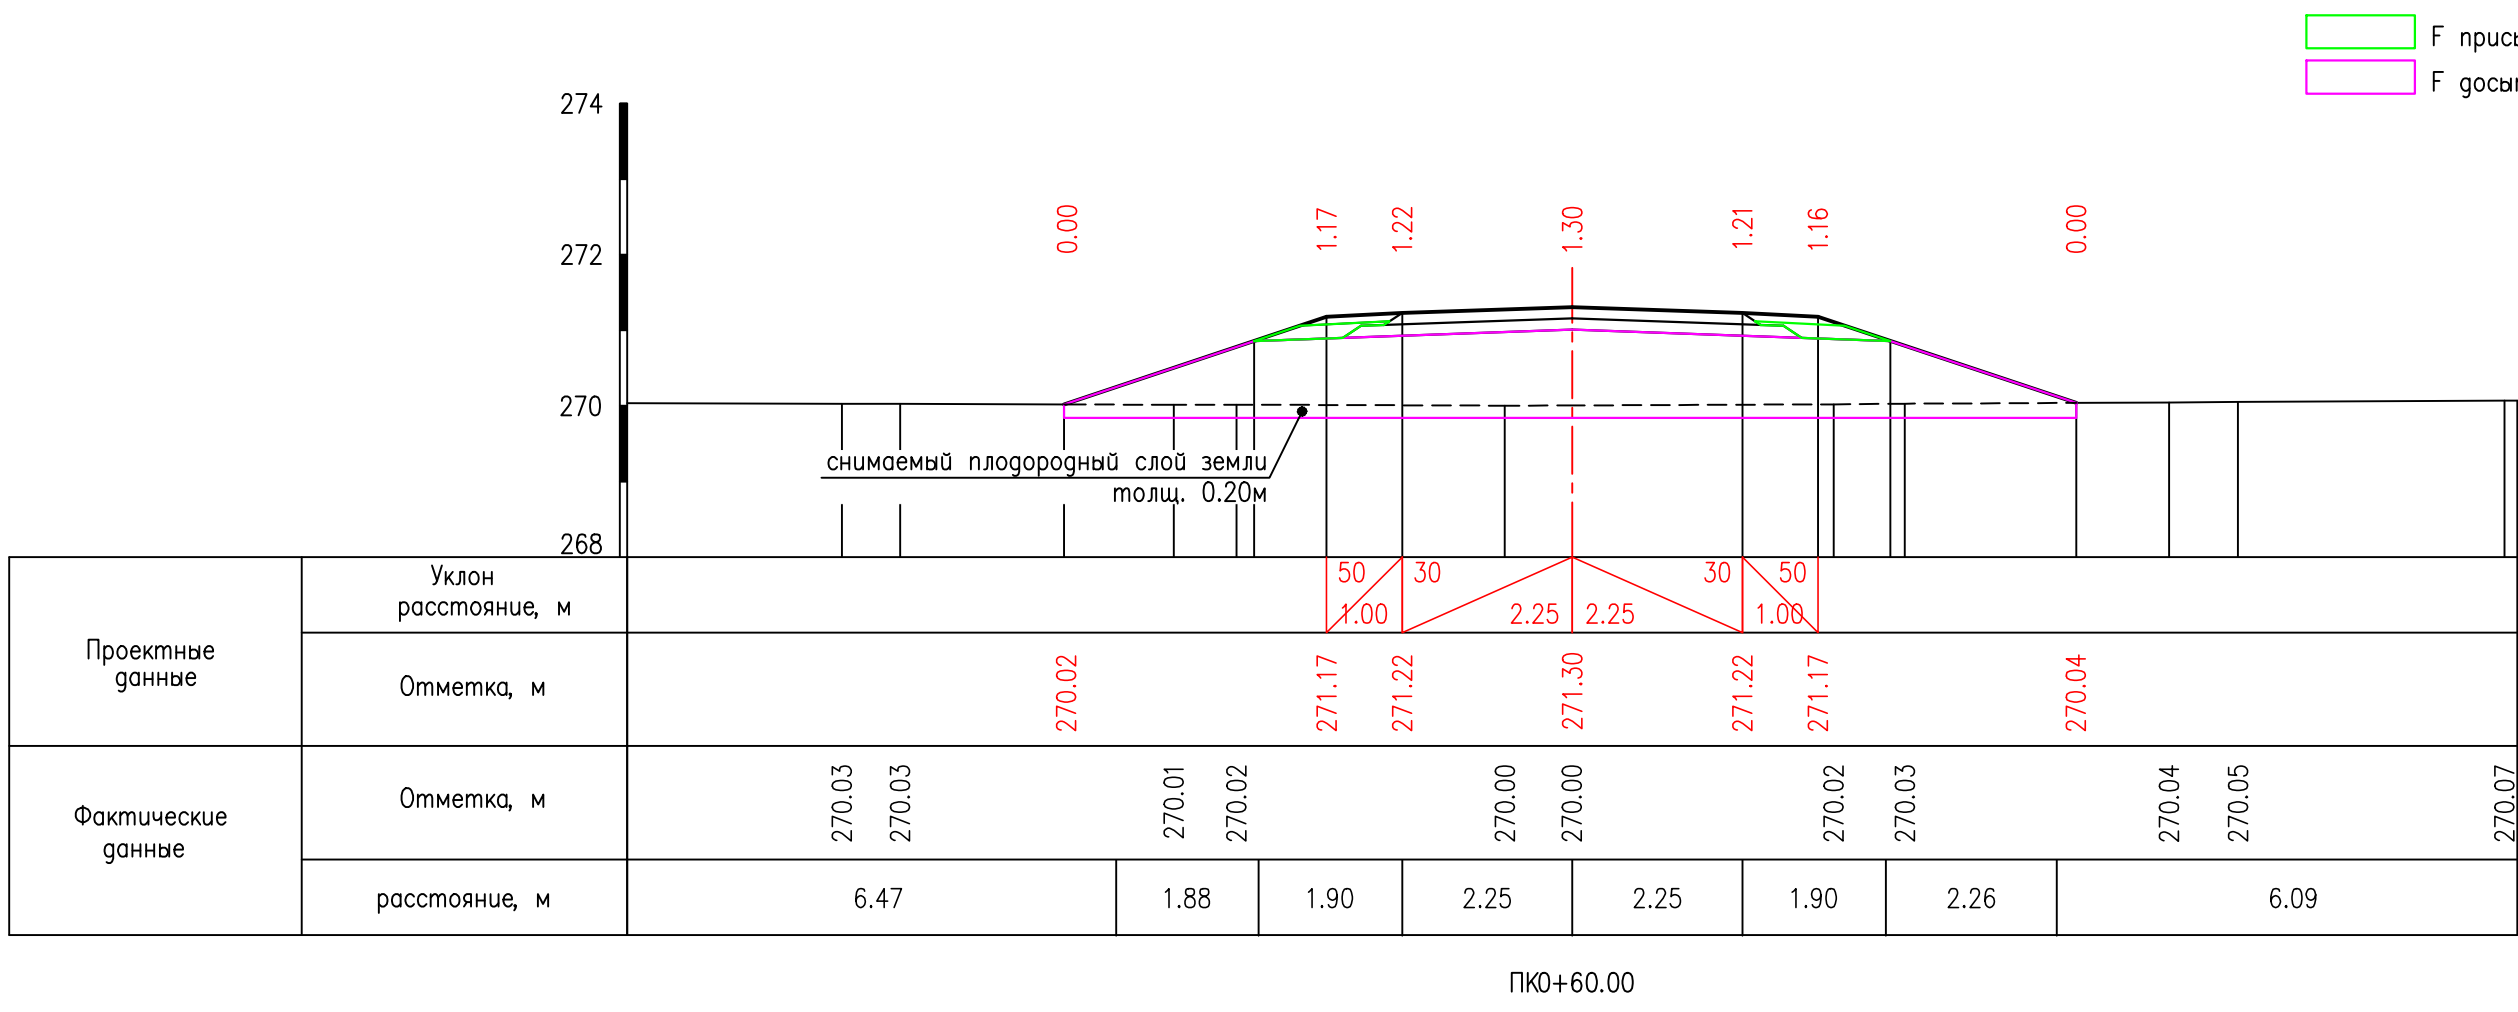 F
F
274
272
270
268
0.00 1.17 1.22 1.30 1.21 1.16 0.00
снимаемый плодородный слой земли
толщ. 0.20м
Уклон
расстояние, м
50 30 30 50
1.00 2.25 2.25 1.00
Проектные
данные
Отметка, м
270.02 271.17 271.22 271.30 271.22 271.17 270.04
Фактические
данные
Отметка, м
270.03 270.03 270.01 270.02 270.00 270.00 270.02 270.03 270.04 270.05 270.07
расстояние, м
6.47 1.88 1.90 2.25 2.25 1.90 2.26 6.09
ПК0+60.00